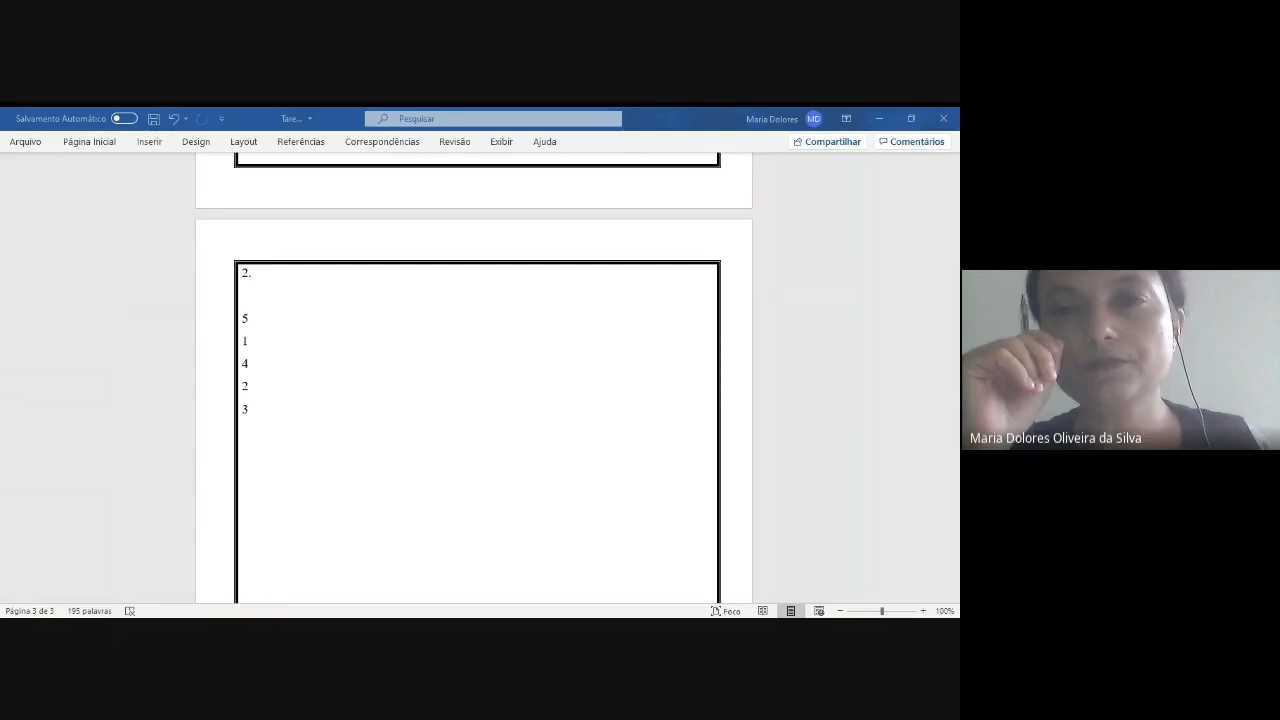 Salvamento Automático
Tare...
Pesquisar
Maria Dolores MD
Arquivo Página Inicial Inserir Design Layout Referências Correspondências Revisão Exibir Ajuda Compartilhar Comentários
2.
5
1
4
2
3
Maria Dolores Oliveira da Silva
Página 3 de 3 195 palavras Foco 100%